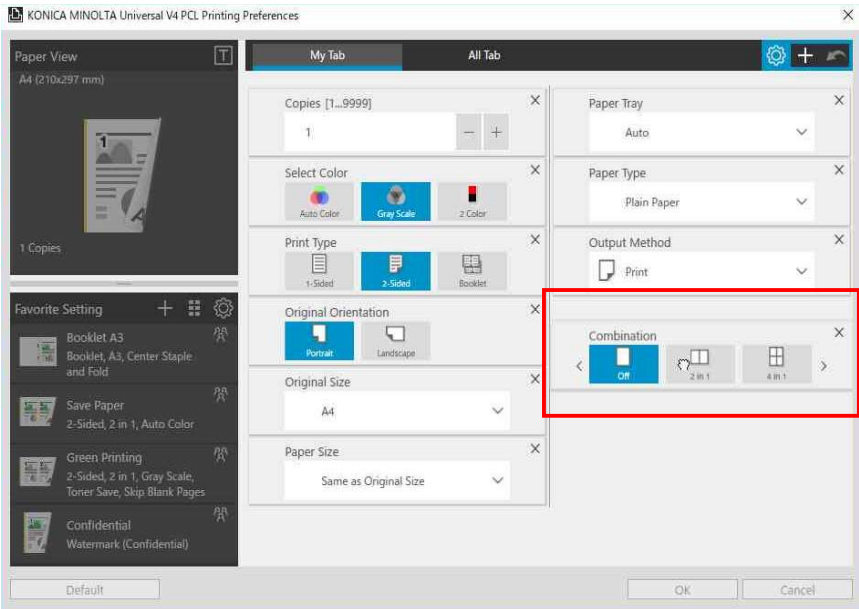 KONICA MINOLTA Universal V4 PCL Printing Preferences
Paper View
T
A4 (210x297 mm)
1
1 Copies
Favorite Setting
Booklet A3
Booklet, A3, Center Staple
and Fold
Save Paper
2-Sided, 2 in 1, Auto Color
Green Printing
2-Sided, 2 in 1, Gray Scale,
Toner Save, Skip Blank Pages
Confidential
Watermark (Confidential)
My Tab
All Tab
Copies [1...9999]
1
Select Color
Auto Color
Gray Scale
2 Color
Print Type
1-Sided
2-Sided
Booklet
Original Orientation
Portrait
Landscape
Original Size
A4
Paper Size
Same as Original Size
Paper Tray
Auto
Paper Type
Plain Paper
Output Method
Print
Combination
Off
2 in 1
4 in 1
Default
OK
Cancel